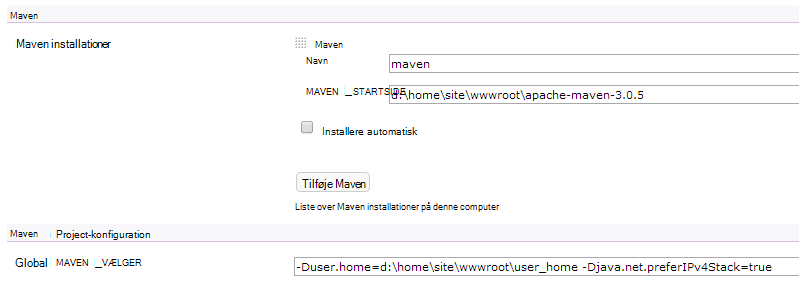 Maven
Maven installationer
Maven
Navn
maven
MAVEN _STARTSIDE
d:\home\site\wwwroot\apache-maven-3.0.5
Installere automatisk
Tilføje Maven
Liste over Maven installationer på denne computer
Maven Project-konfiguration
Global MAVEN _VÆLGER
-Duser.home=d:\home\site\wwwroot\user_home -Djava.net.preferIPv4Stack=true